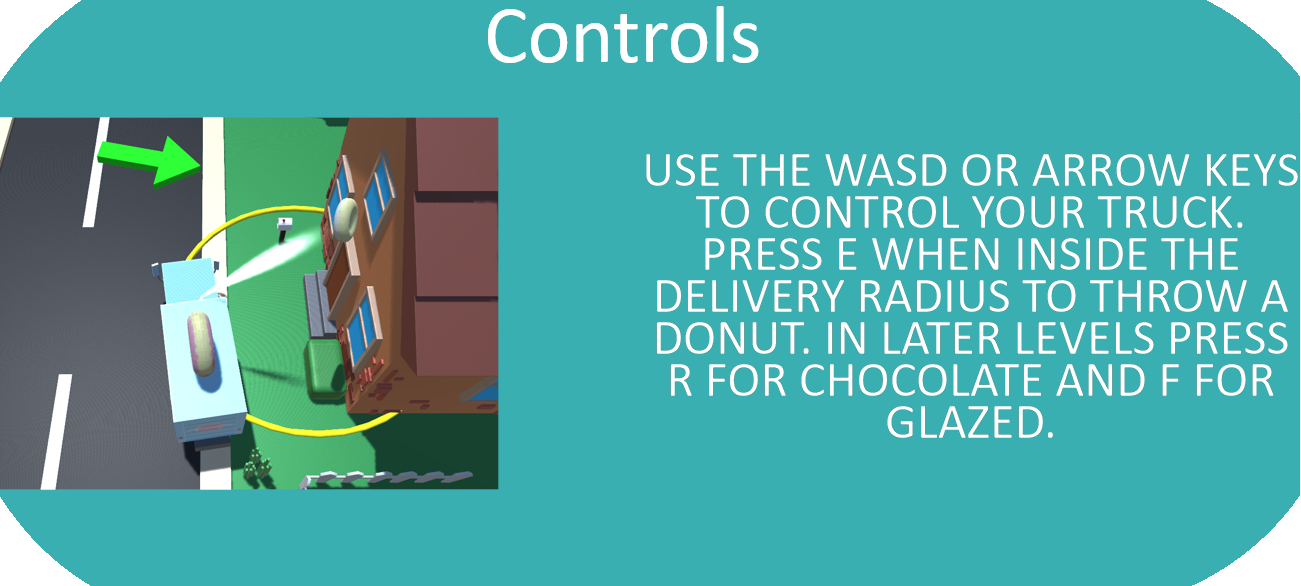 Controls
USE THE WASD OR ARROW KEYS
TO CONTROL YOUR TRUCK.
PRESS E WHEN INSIDE THE
DELIVERY RADIUS TO THROW A
DONUT. IN LATER LEVELS PRESS
R FOR CHOCOLATE AND F FOR
GLAZED.